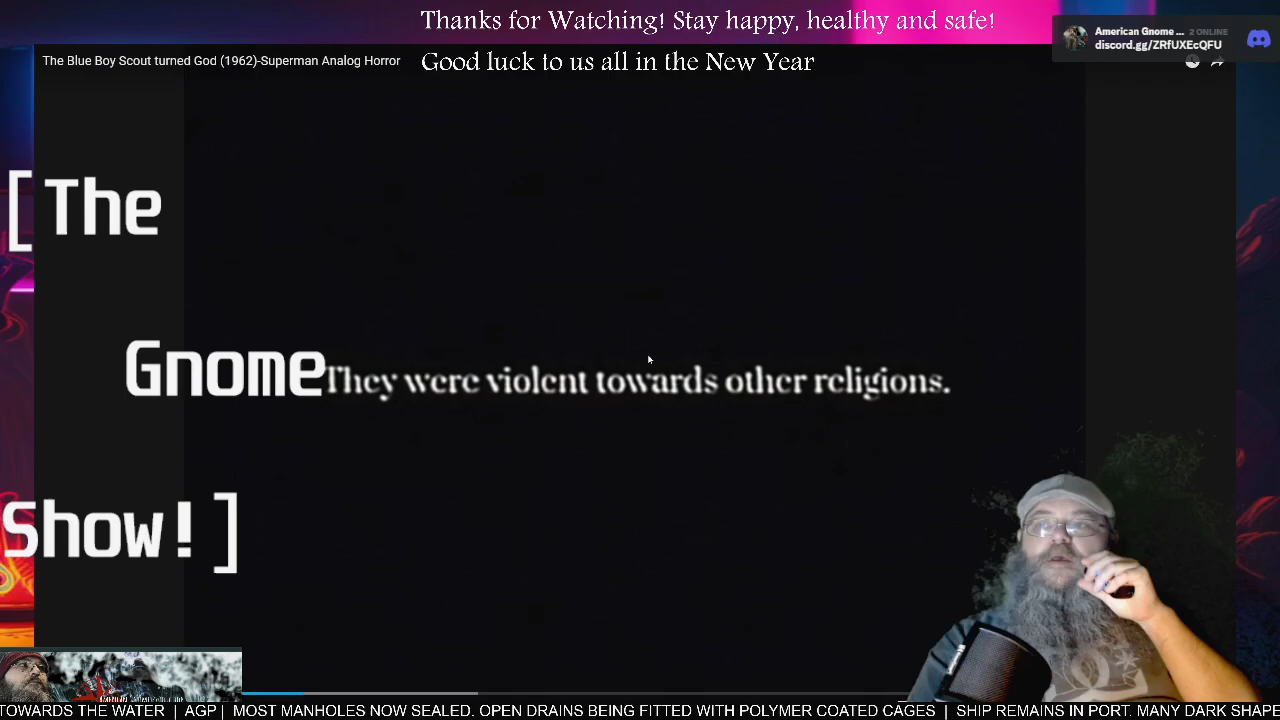 Thanks for Watching! Stay happy, healthy and safe!
American Gnome ... 2 ONLINE
discord.gg/ZRfUXEcQFU
The Blue Boy Scout turned God (1962)-Superman Analog Horror
Good luck to us all in the New Year
[The
Gnome
They were violent towards other religions.
Show!]
TOWARDS THE WATER | AGP | MOST MANHOLES NOW SEALED. OPEN DRAINS BEING FITTED WITH POLYMER COATED CAGES | SHIP REMAINS IN PORT. MANY DARK SHAPE